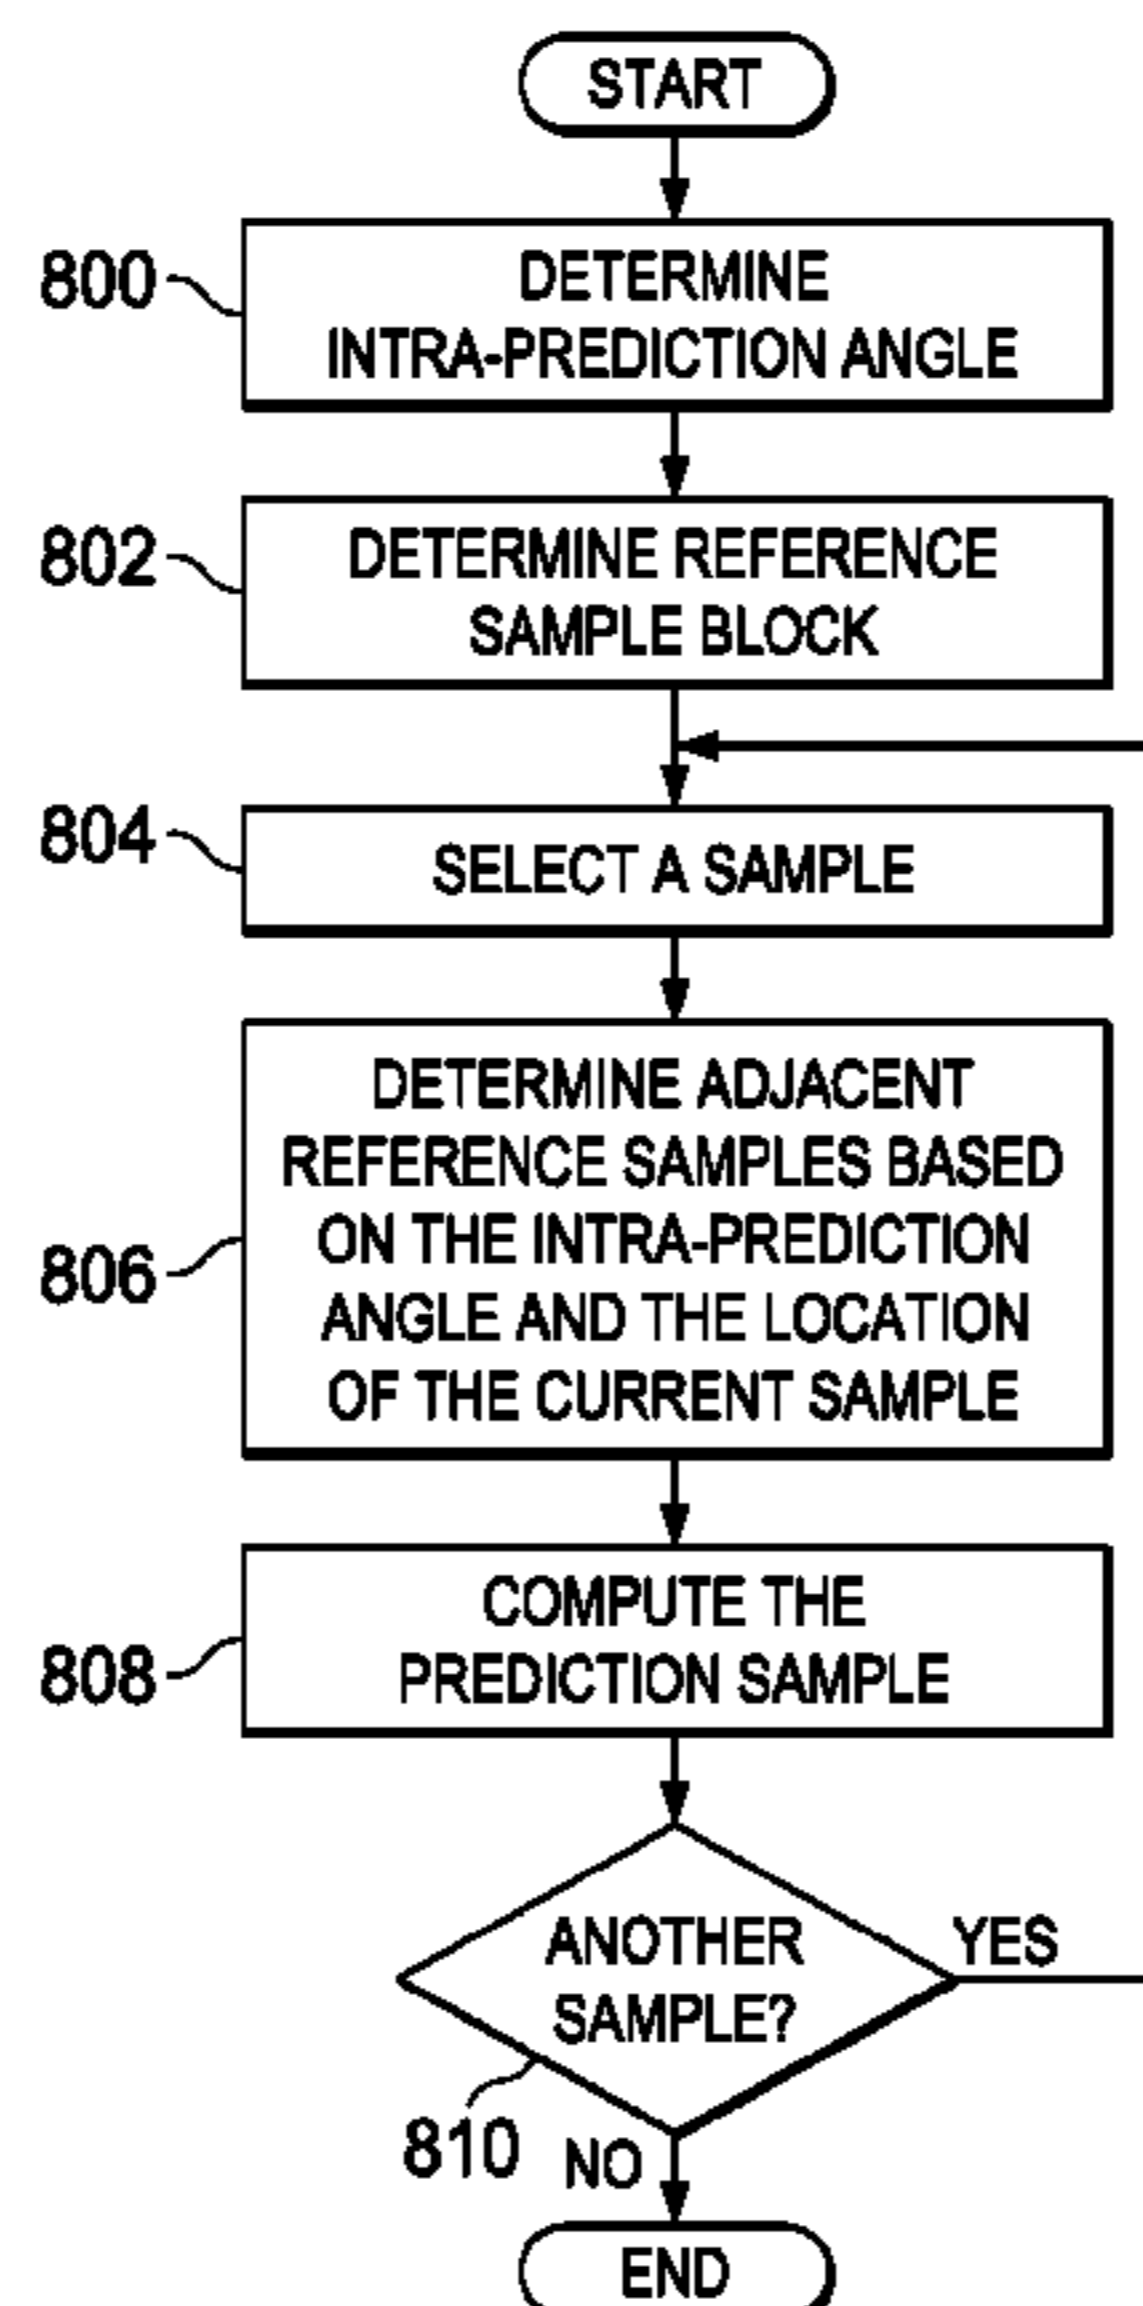 START
800
DETERMINE
INTRA-PREDICTION ANGLE
802
DETERMINE REFERENCE
SAMPLE BLOCK
804
SELECT A SAMPLE
806
DETERMINE ADJACENT
REFERENCE SAMPLES BASED
ON THE INTRA-PREDICTION
ANGLE AND THE LOCATION
OF THE CURRENT SAMPLE
808
COMPUTE THE
PREDICTION SAMPLE
ANOTHER
SAMPLE?
YES
810
NO
END